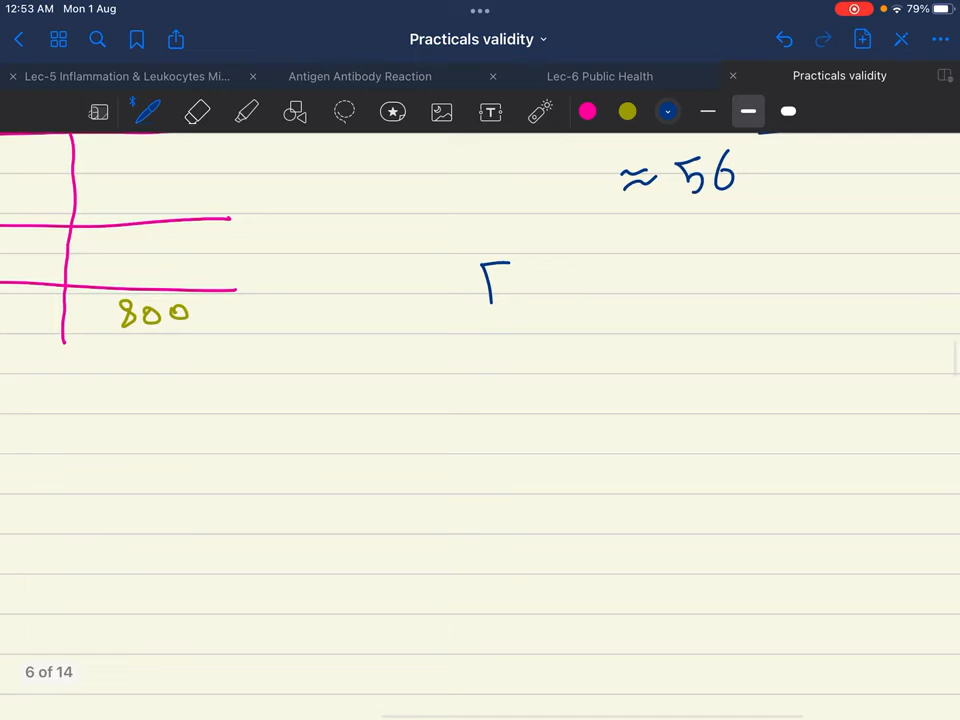 12:53 AM Mon 1 Aug 79%
Practicals validity
Lec-5 Inflammation & Leukocytes Mi... Antigen Antibody Reaction Lec-6 Public Health Practicals validity
≈ 56
800
6 of 14